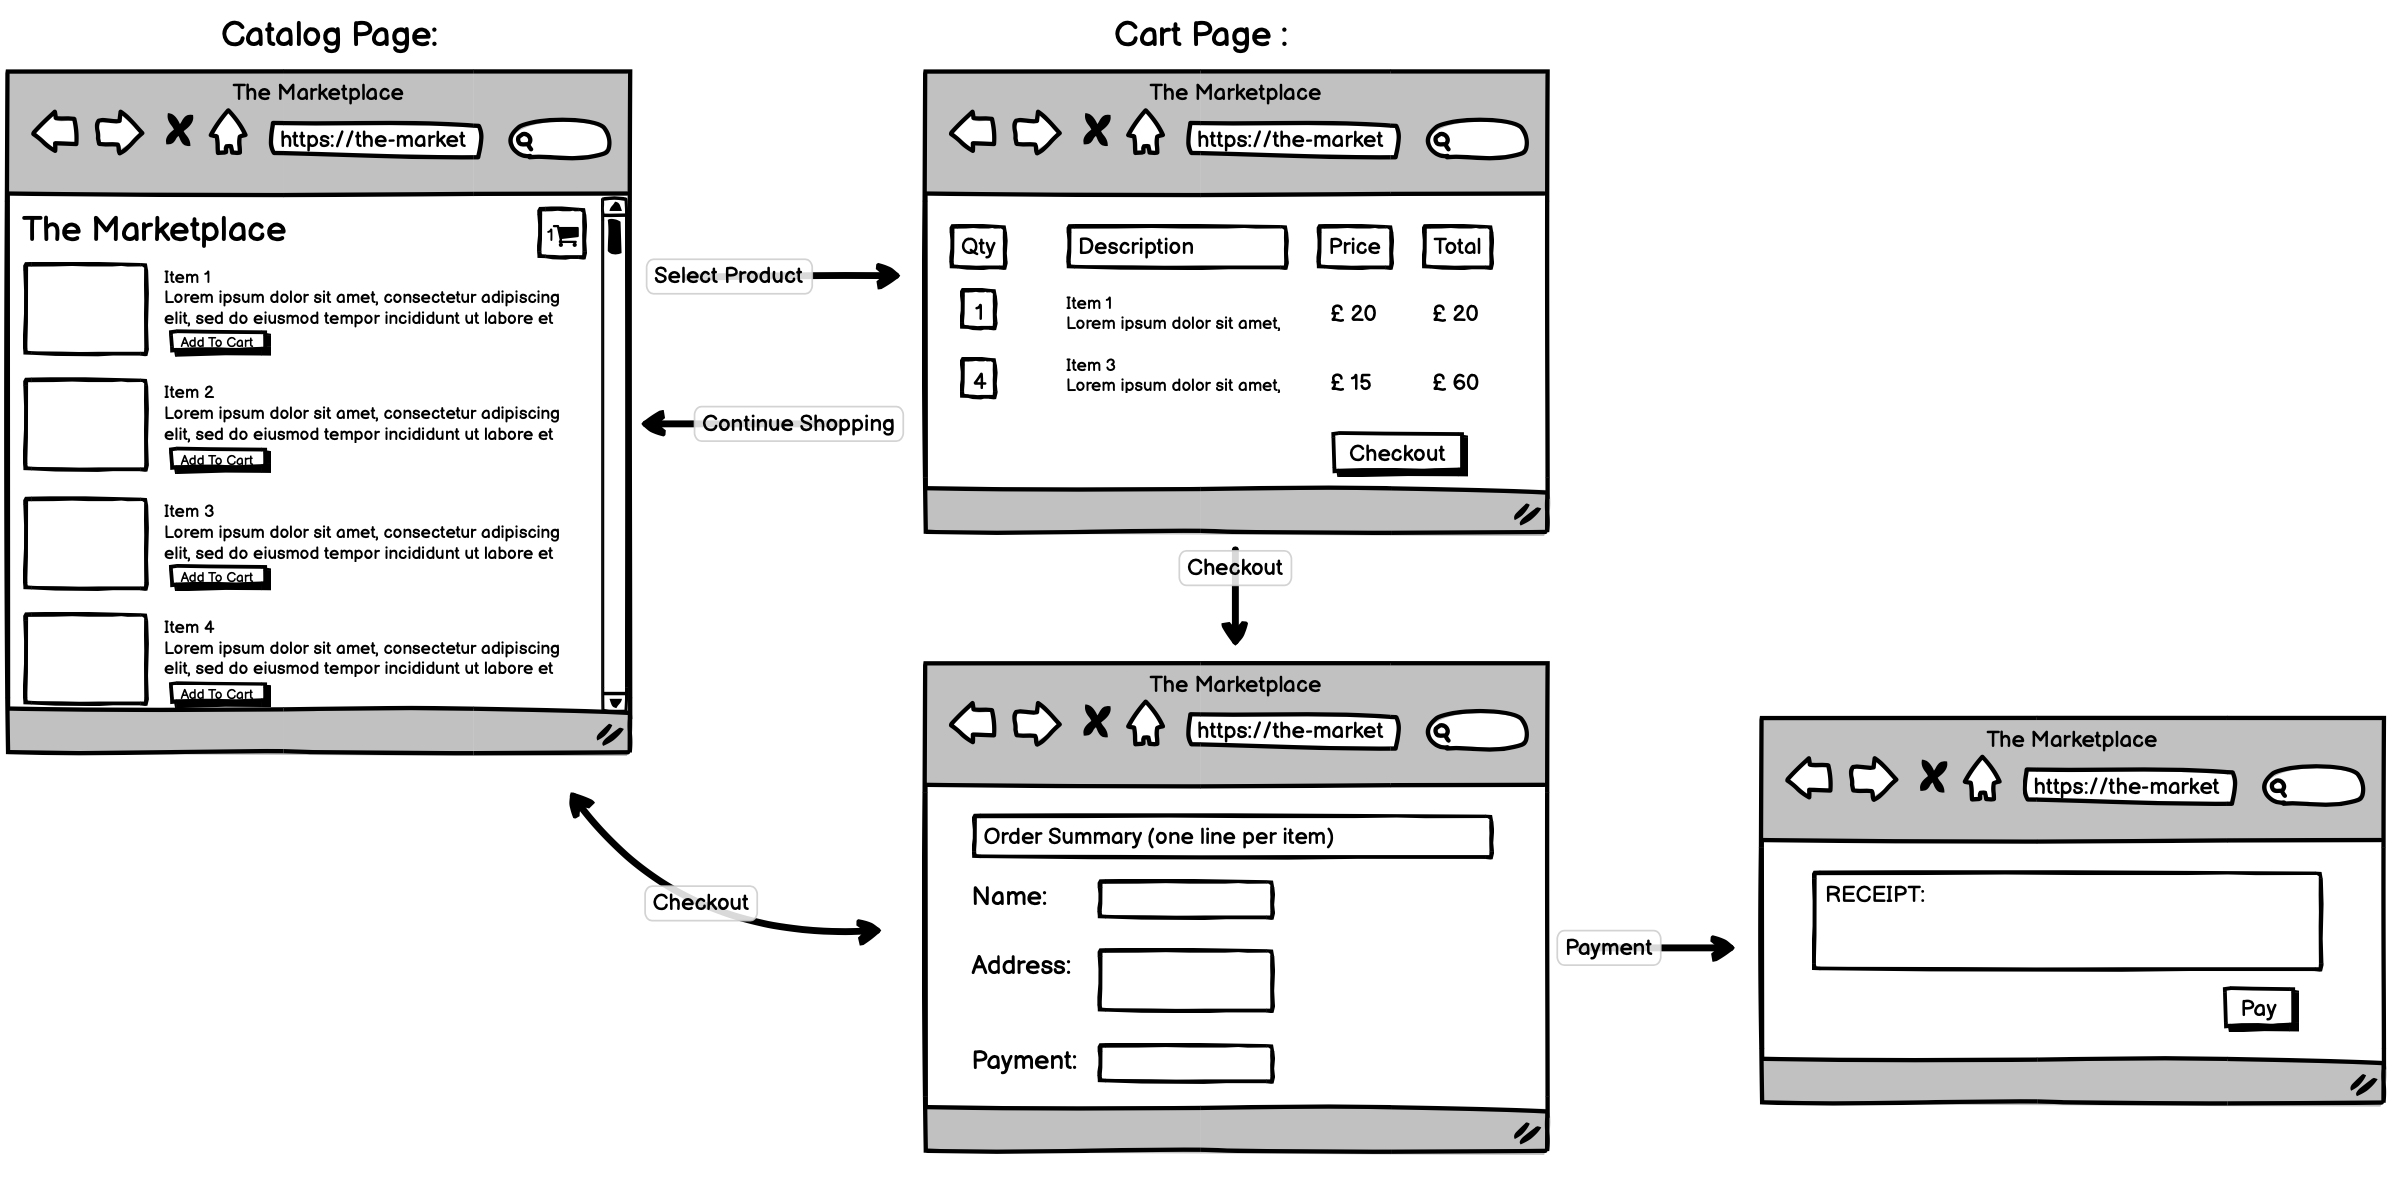 Catalog Page:
The Marketplace
https://the-market
The Marketplace
1
Item 1
Lorem ipsum dolor sit amet, consectetur adipiscing
elit, sed do eiusmod tempor incididunt ut labore et
Add To Cart
Item 2
Lorem ipsum dolor sit amet, consectetur adipiscing
elit, sed do eiusmod tempor incididunt ut labore et
Add To Cart
Item 3
Lorem ipsum dolor sit amet, consectetur adipiscing
elit, sed do eiusmod tempor incididunt ut labore et
Add To Cart
Item 4
Lorem ipsum dolor sit amet, consectetur adipiscing
elit, sed do eiusmod tempor incididunt ut labore et
Add To Cart
Select Product
Continue Shopping
Cart Page :
The Marketplace
https://the-market
Qty Description Price Total
1 Item 1 £ 20 £ 20
Lorem ipsum dolor sit amet,
4 Item 3 £ 15 £ 60
Lorem ipsum dolor sit amet,
Checkout
Checkout
Checkout
The Marketplace
https://the-market
Order Summary (one line per item)
Name:
Address:
Payment:
Payment
The Marketplace
https://the-market
RECEIPT:
Pay